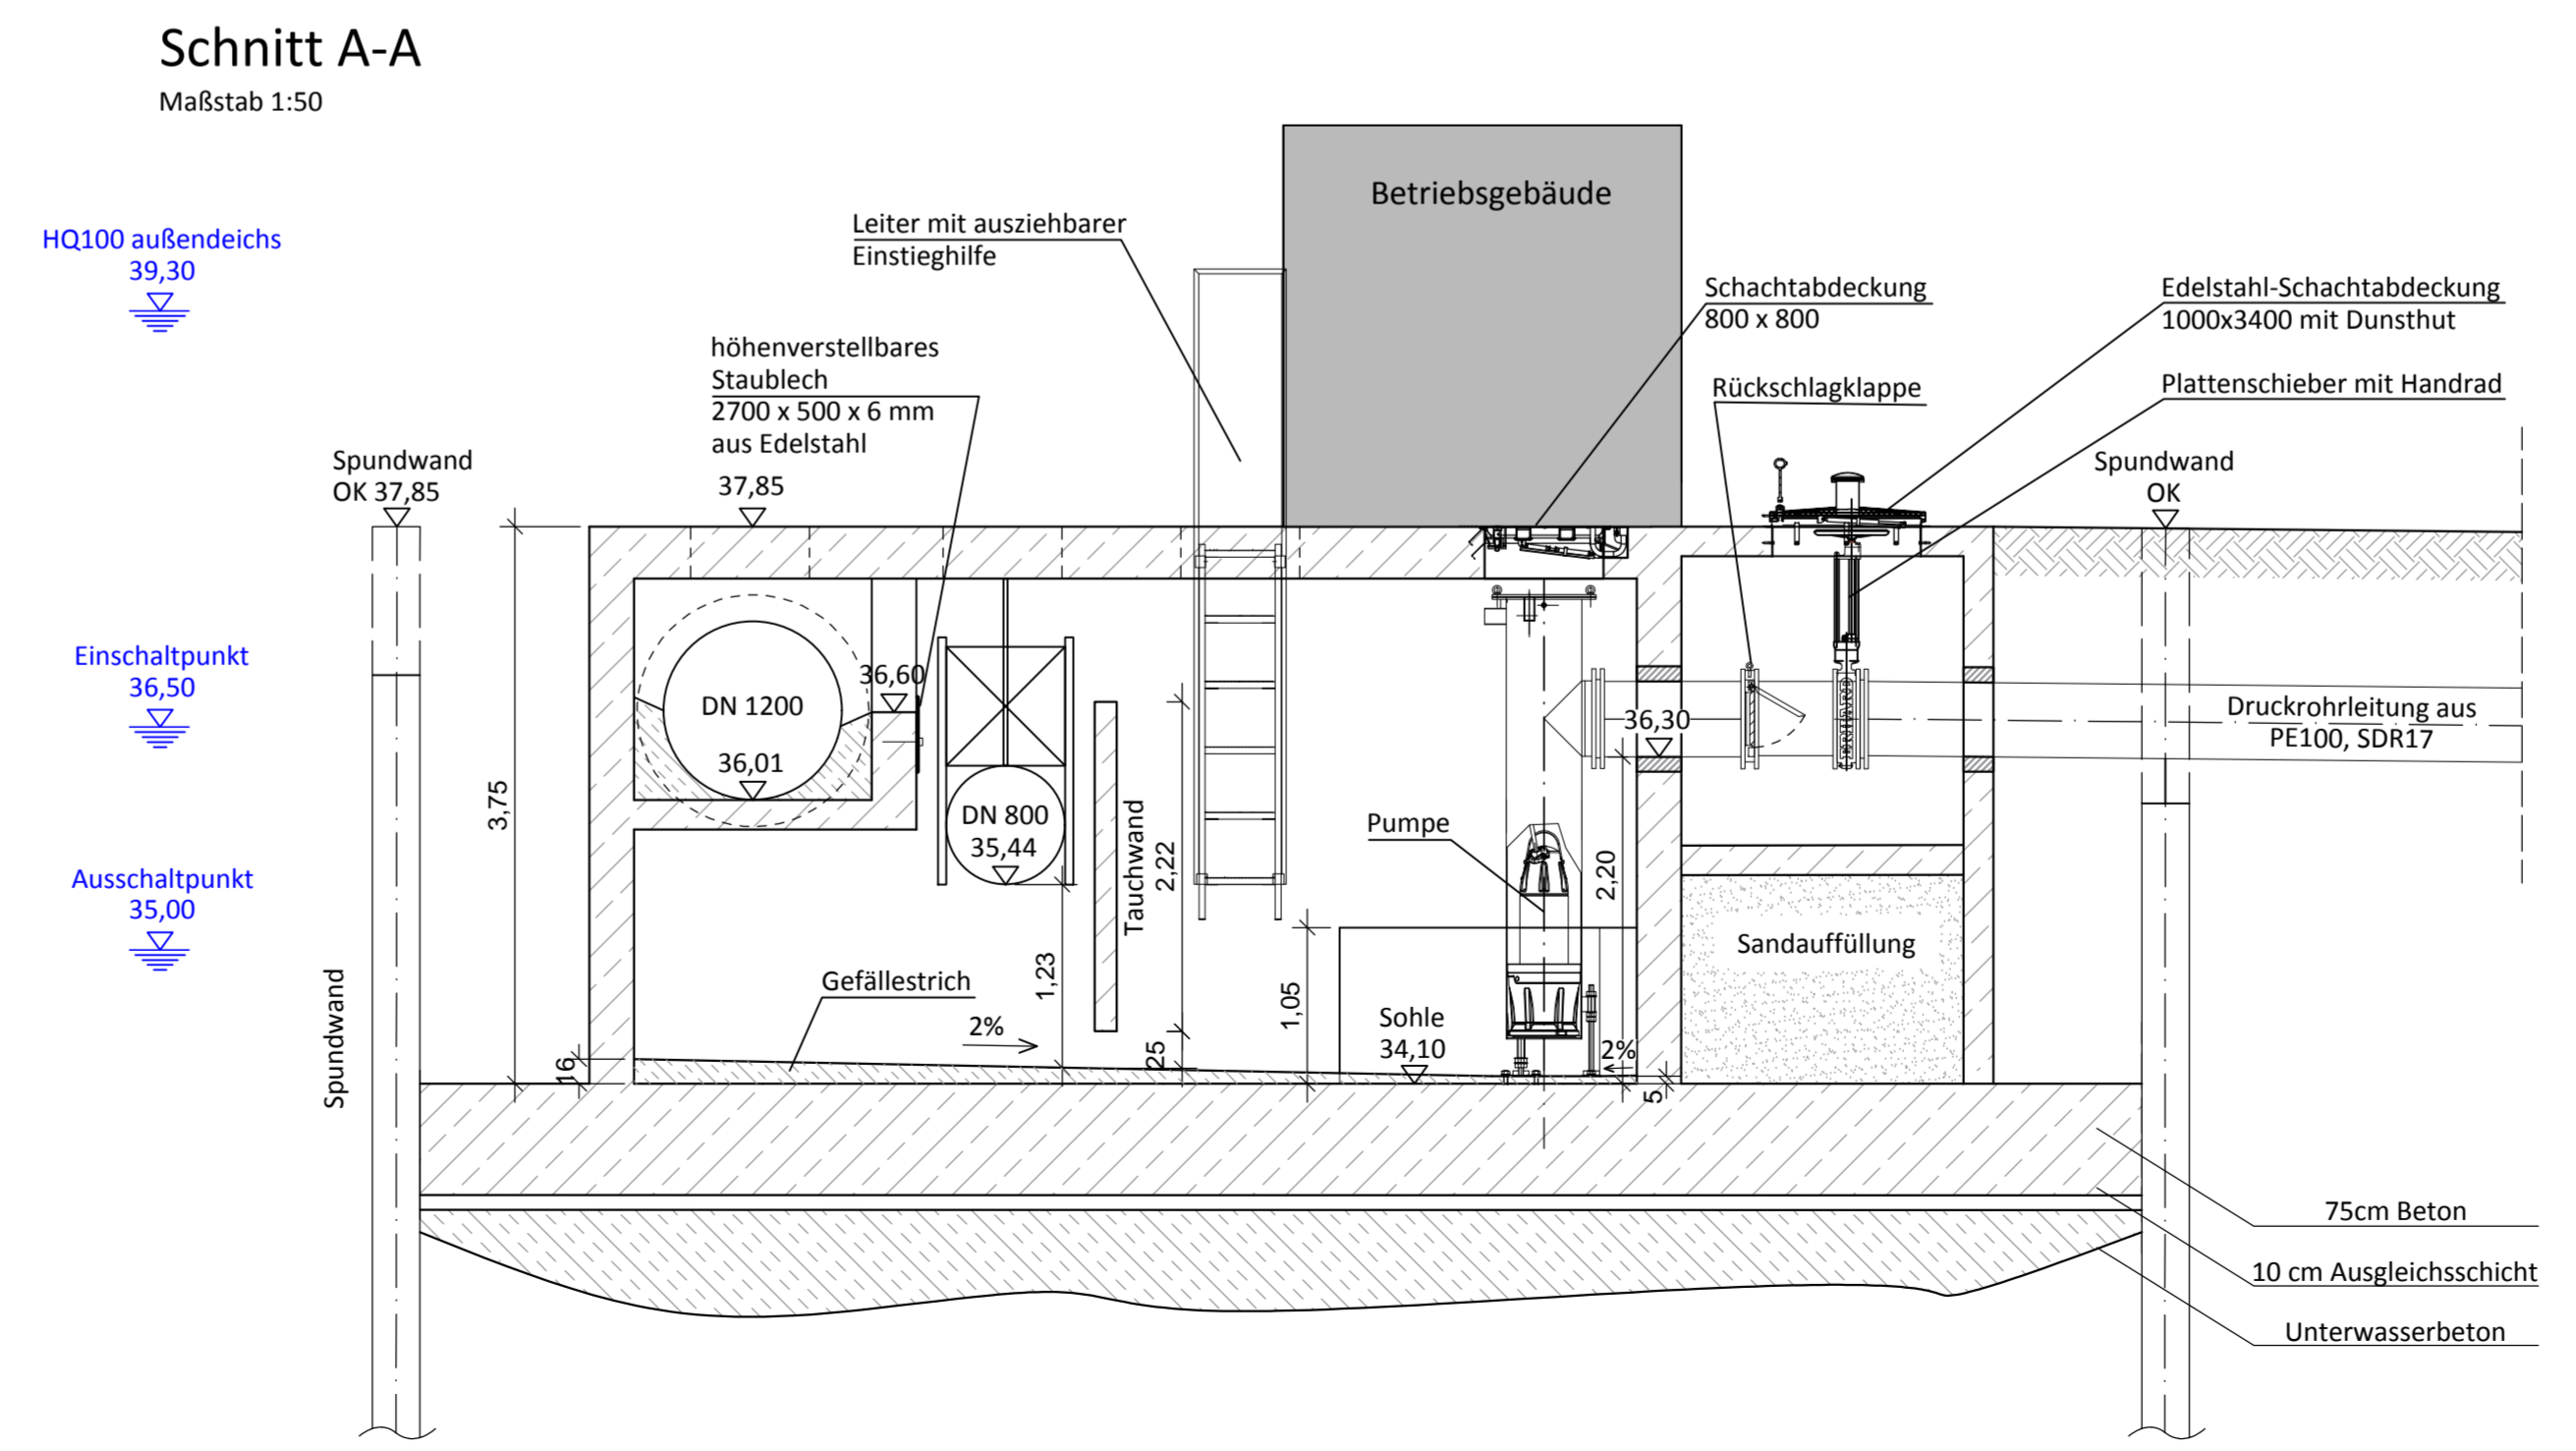 Schnitt A-A
Maßstab 1:50
Betriebsgebäude
HQ100 außendeichs
39,30
Leiter mit ausziehbarer
Einstieghilfe
Schachtabdeckung
800 x 800
Edelstahl-Schachtabdeckung
1000x3400 mit Dunsthut
höhenverstellbares
Staublech
2700 x 500 x 6 mm
aus Edelstahl
Rückschlagklappe
Plattenschieber mit Handrad
Spundwand
OK 37,85
37,85
Spundwand
OK
Einschaltpunkt
36,50
36,60
DN 1200
36,01
36,30
Druckrohrleitung aus
PE100, SDR17
3,75
DN 800
35,44
Tauchwand
2,22
Pumpe
2,20
Ausschaltpunkt
35,00
Sandauffüllung
Spundwand
Gefällestrich
2%
1,23
1,05
Sohle
34,10
2%
16
25
5
75cm Beton
10 cm Ausgleichsschicht
Unterwasserbeton